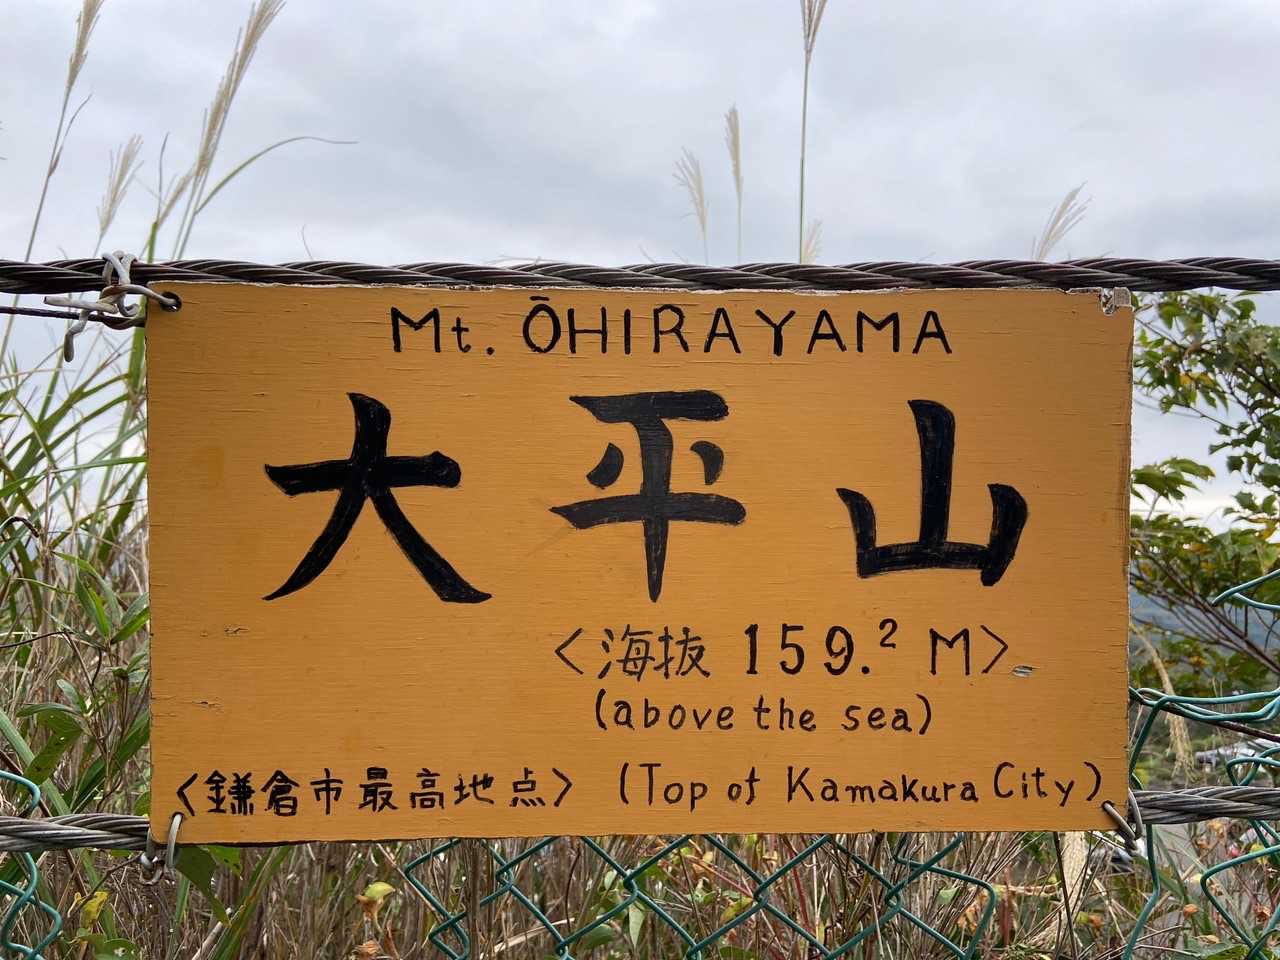 Mt. ŌHIRAYAMA
大平山
〈海抜 159.² M〉
(above the sea)
〈鎌倉市最高地点〉 (Top of Kamakura City)